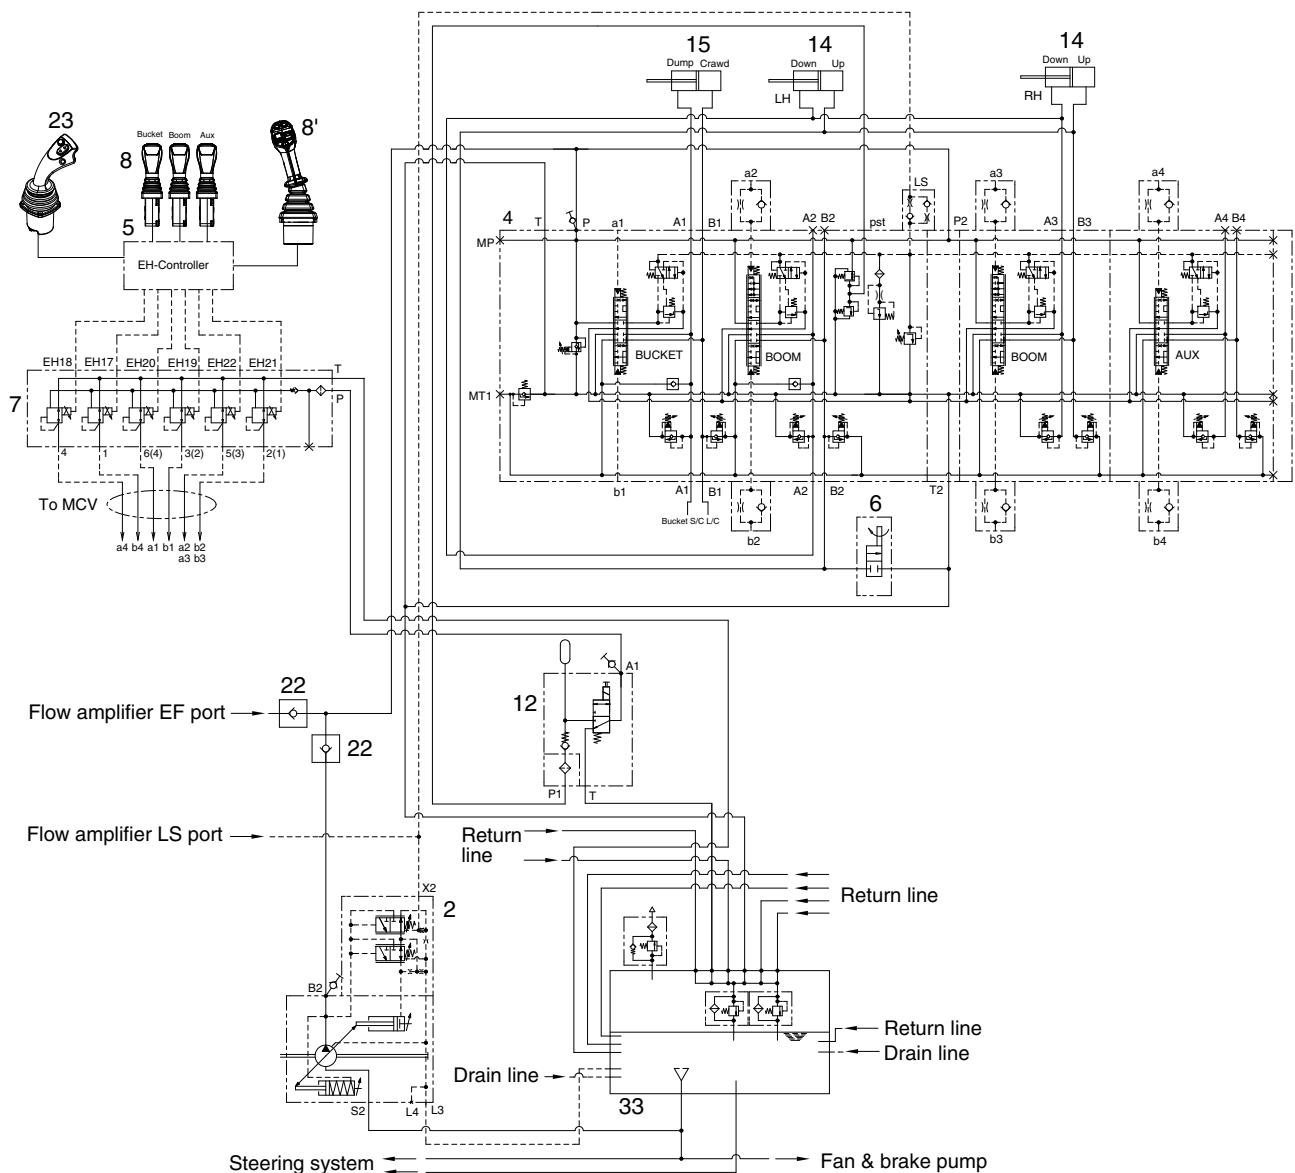 15
14
14
Dump Crawd
Down Up
Down Up
LH
RH
23
Bucket Boom Aux
8'
8
5
EH-Controller
a2
LS
a3
a4
4
T
P
a1
A1
B1
A2
B2
pst
P2
A3
B3
A4
B4
MP
BUCKET
BOOM
BOOM
AUX
MT1
EH18 EH17 EH20 EH19 EH22 EH21
T
P
7
4 1 6(4) 3(2) 5(3) 2(1)
To MCV
a4 b4 a1 b1 a2 b2
a3 b3
b1
A1
B1
A2
B2
T2
Bucket S/C L/C
b2
6
b3
b4
A1
12
22
Flow amplifier EF port
22
P1
T
Flow amplifier LS port
Return
line
Return line
X2
2
B2
Return line
Drain line
Drain line
S2
L4
L3
33
Steering system
Fan & brake pump